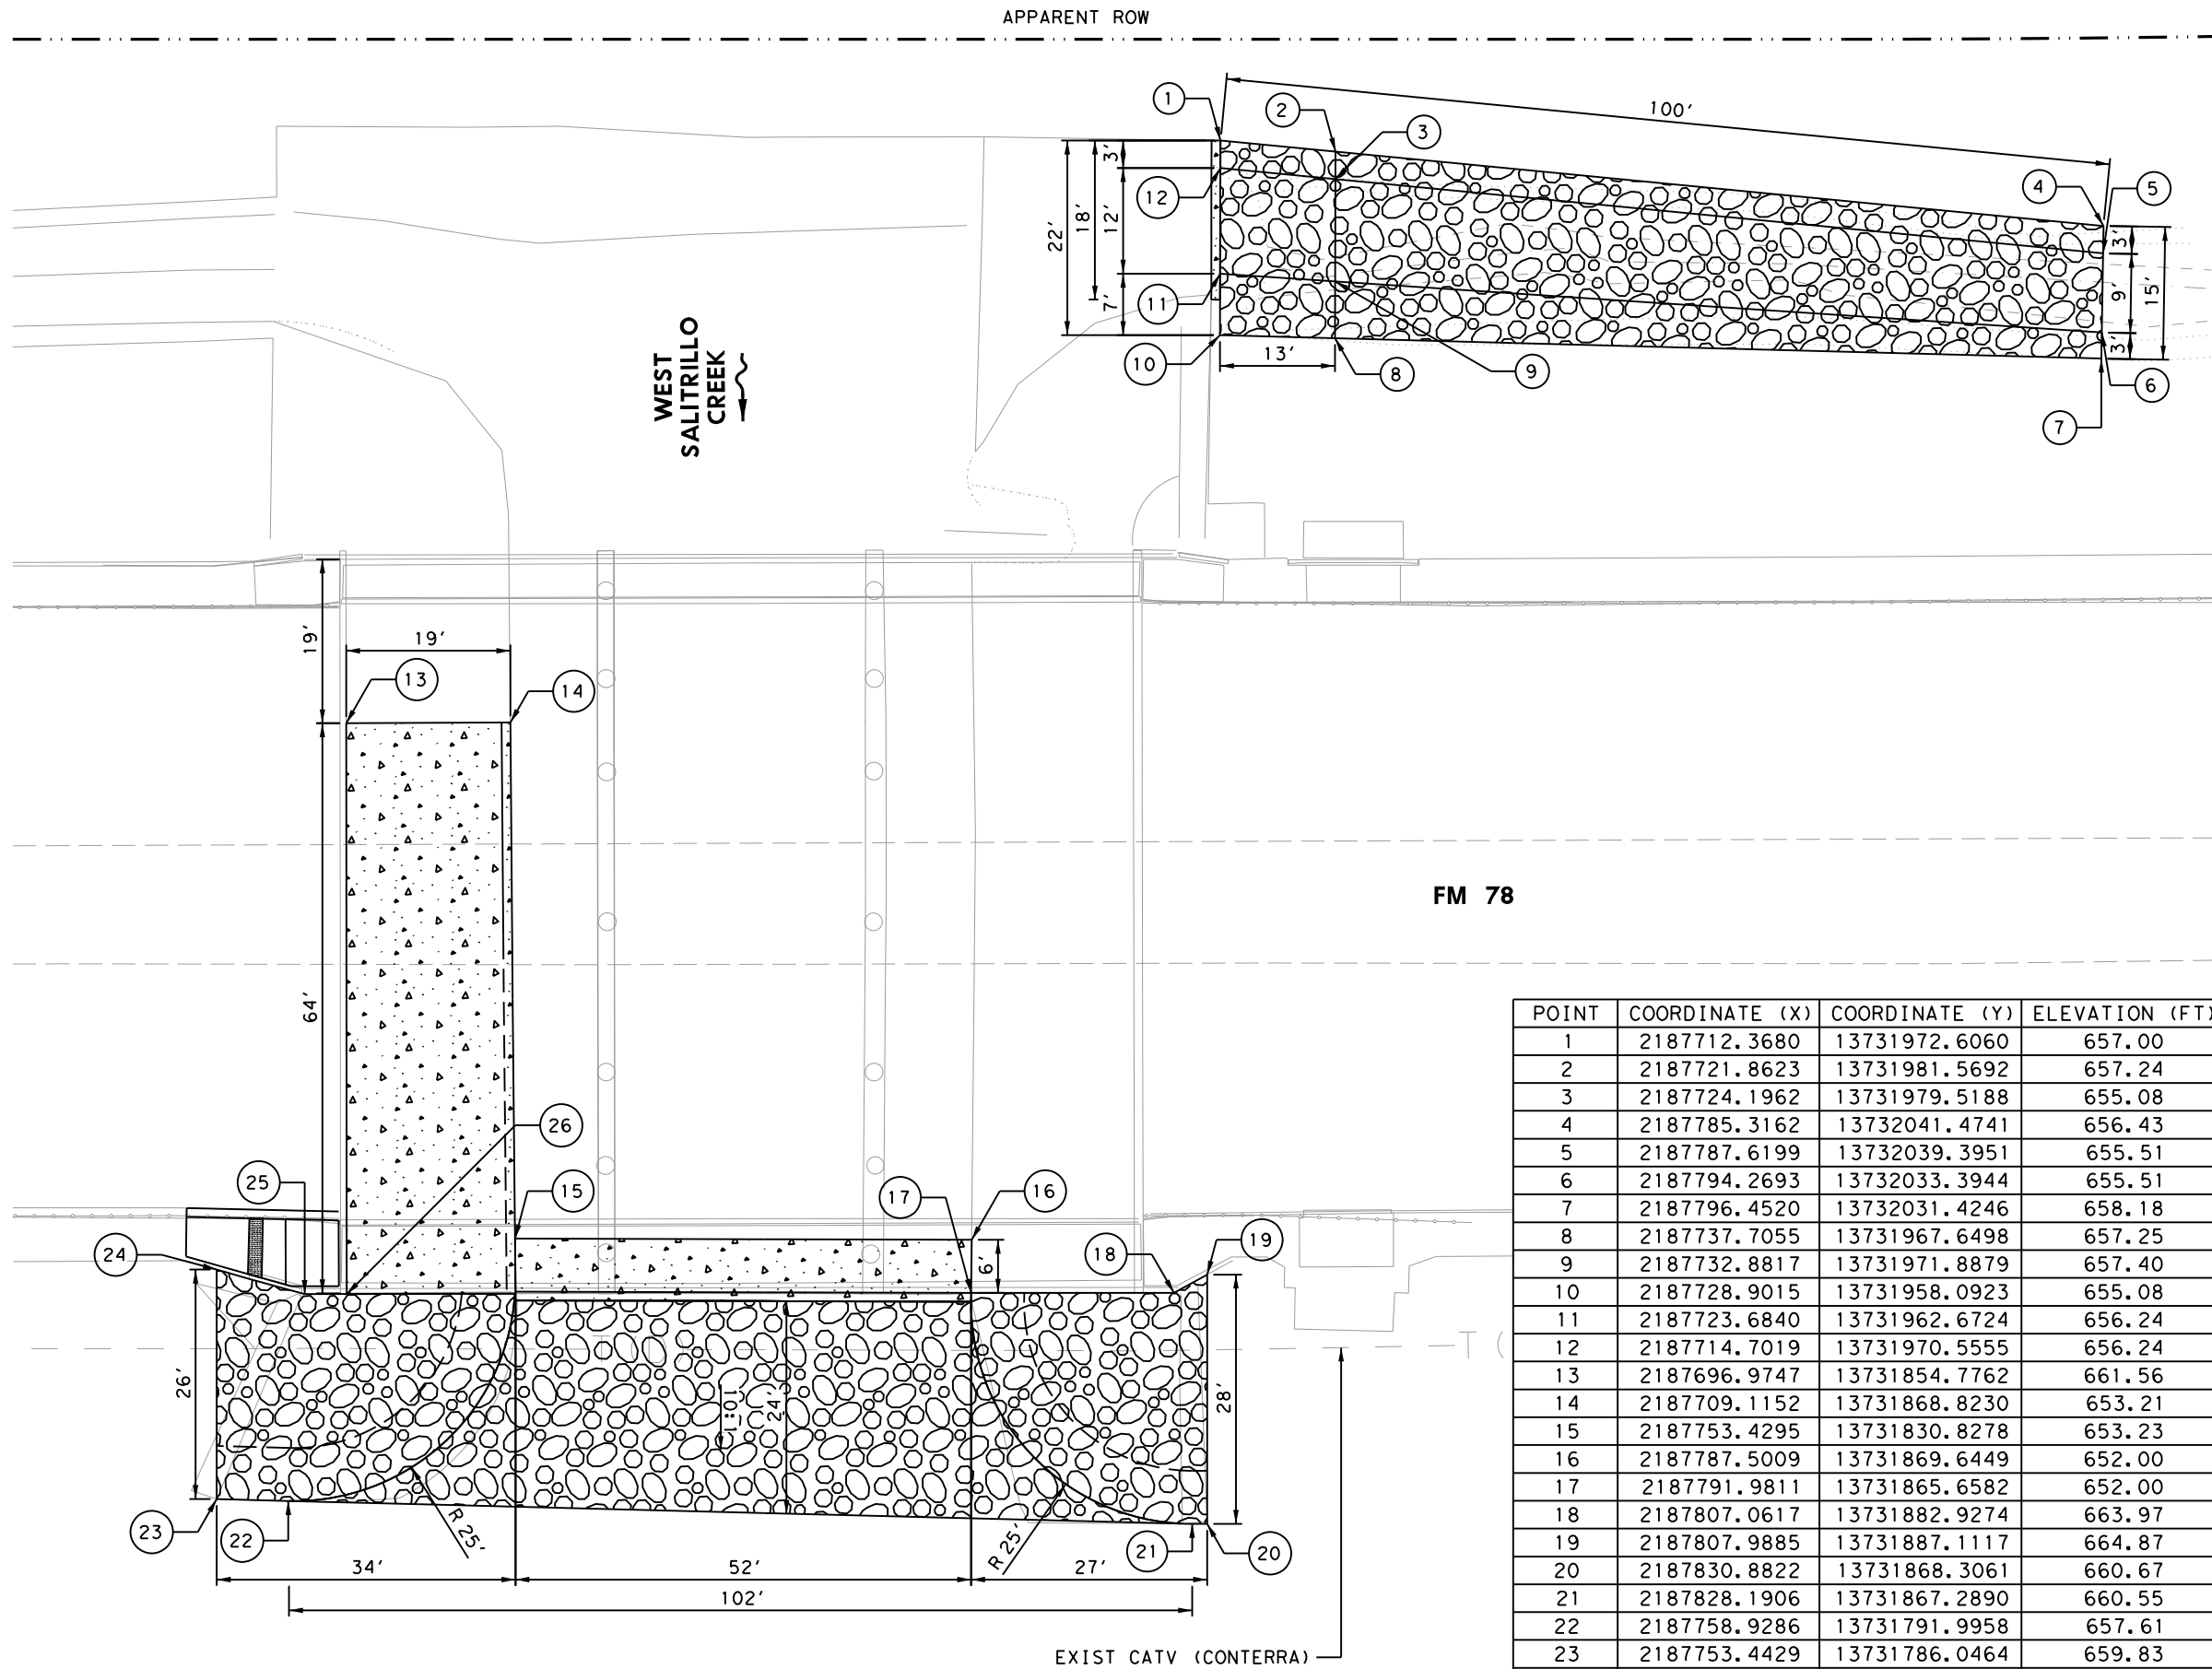 APPARENT ROW
1
2
3
100'
4
5
12
22'
18'
3'
12'
7'
11
10
13'
8
9
3'
9'
15'
3'
6
7
WEST
SALITRILLO
CREEK
19'
19'
13
14
64'
FM 78
26
25
15
17
16
24
6'
18
19
26'
10:1
24'
28'
23
22
R 25'
R 25'
21
20
34'
52'
27'
102'
EXIST CATV (CONTERRA)
POINT COORDINATE (X) COORDINATE (Y) ELEVATION (FT)
1 2187712.3680 13731972.6060 657.00
2 2187721.8623 13731981.5692 657.24
3 2187724.1962 13731979.5188 655.08
4 2187785.3162 13732041.4741 656.43
5 2187787.6199 13732039.3951 655.51
6 2187794.2693 13732033.3944 655.51
7 2187796.4520 13732031.4246 658.18
8 2187737.7055 13731967.6498 657.25
9 2187732.8817 13731971.8879 657.40
10 2187728.9015 13731958.0923 655.08
11 2187723.6840 13731962.6724 656.24
12 2187714.7019 13731970.5555 656.24
13 2187696.9747 13731854.7762 661.56
14 2187709.1152 13731868.8230 653.21
15 2187753.4295 13731830.8278 653.23
16 2187787.5009 13731869.6449 652.00
17 2187791.9811 13731865.6582 652.00
18 2187807.0617 13731882.9274 663.97
19 2187807.9885 13731887.1117 664.87
20 2187830.8822 13731868.3061 660.67
21 2187828.1906 13731867.2890 660.55
22 2187758.9286 13731791.9958 657.61
23 2187753.4429 13731786.0464 659.83